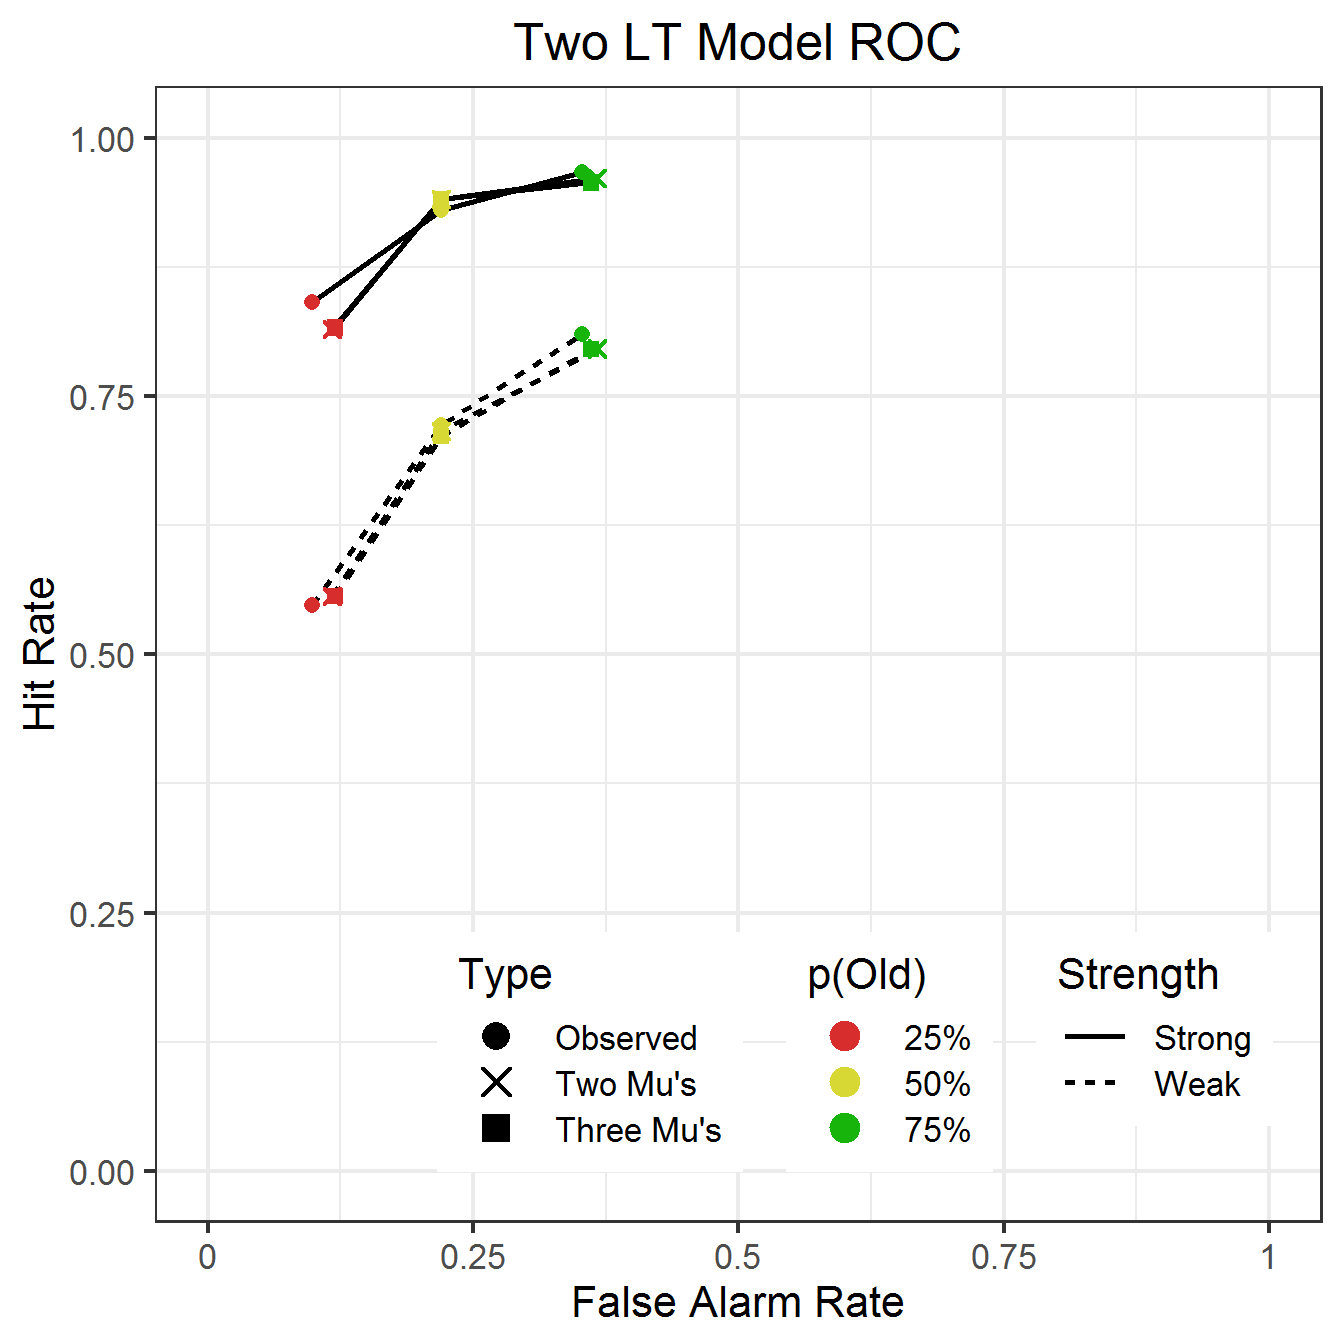 Two LT Model ROC
1.00
0.75
0.50
0.25
0.00
Hit Rate
Type
Observed
Two Mu's
Three Mu's
p(Old)
25%
50%
75%
Strength
Strong
Weak
0 0.25 0.5 0.75 1
False Alarm Rate